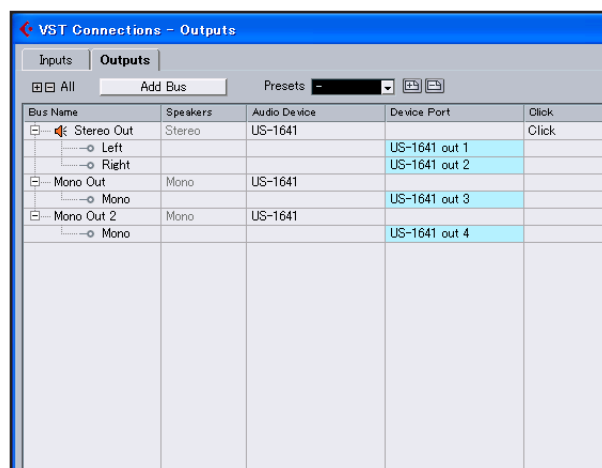 VST Connections - Outputs
Inputs Outputs
All Add Bus Presets -
Bus Name Speakers Audio Device Device Port Click
Stereo Out Stereo US-1641 Click
Left US-1641 out 1
Right US-1641 out 2
Mono Out Mono US-1641
Mono US-1641 out 3
Mono Out 2 Mono US-1641
Mono US-1641 out 4